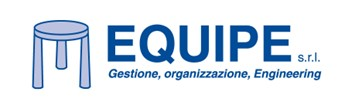 EQUIPE s.r.l.
Gestione, organizzazione, Engineering